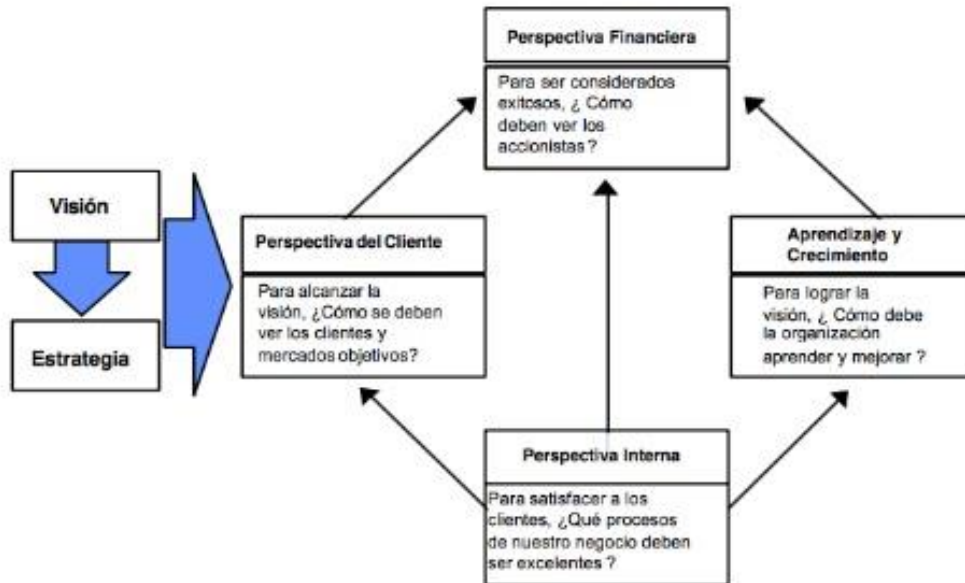 Perspectiva Financiera
Para ser considerados
exitosos, ¿ Cómo
deben ver los
accionistas ?
Visión
Estrategia
Perspectiva del Cliente
Para alcanzar la
visión, ¿Cómo se deben
ver los clientes y
mercados objetivos?
Aprendizaje y
Crecimiento
Para lograr la
visión, ¿ Cómo debe
la organización
aprender y mejorar ?
Perspectiva Interna
Para satisfacer a los
clientes, ¿Qué procesos
de nuestro negocio deben
ser excelentes ?